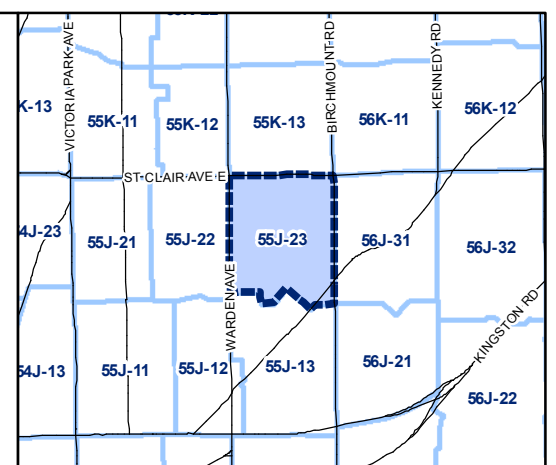 VICTORIA PARK AVE
BIRCHMOUNT RD
KENNEDY RD
K-13
55K-11
55K-12
55K-13
56K-11
56K-12
ST CLAIR AVE E
4J-23
55J-21
55J-22
55J-23
56J-31
56J-32
WARDEN AVE
KINGSTON RD
54J-13
55J-11
55J-12
55J-13
56J-21
56J-22